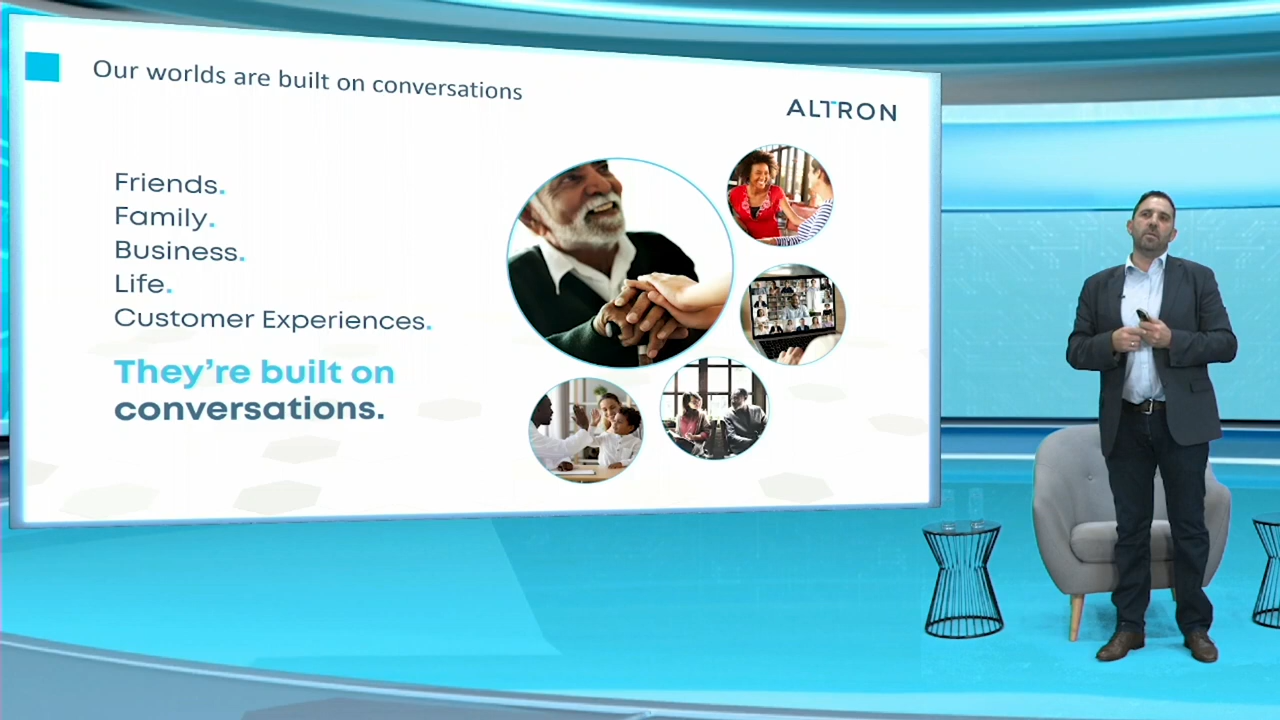 Our worlds are built on conversations
ALTRON
Friends.
Family.
Business.
Life.
Customer Experiences.
They're built on
conversations.